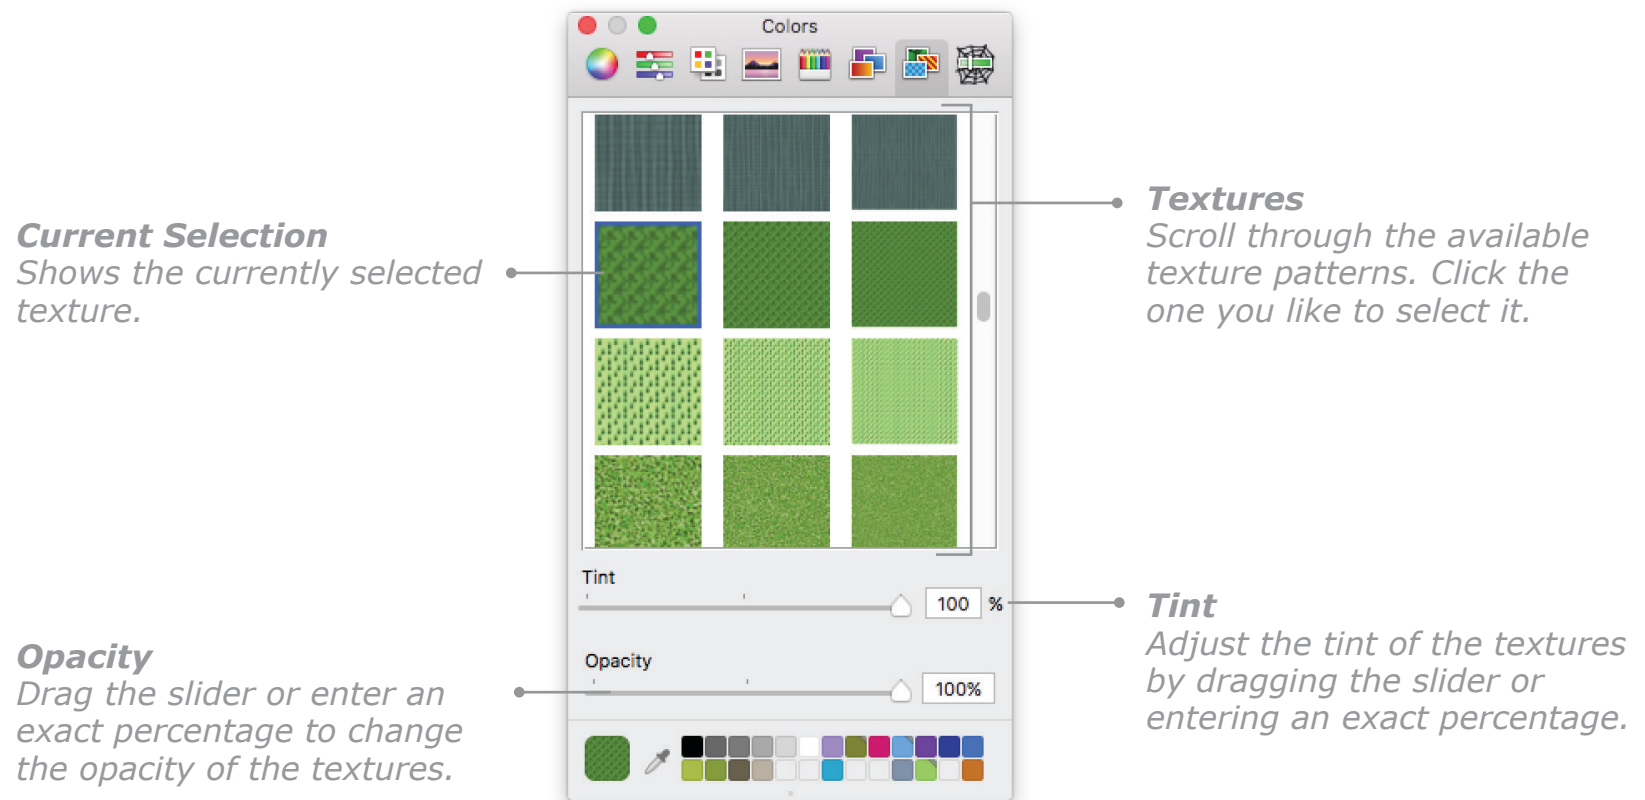 Colors
Current Selection
Shows the currently selected
texture.
Textures
Scroll through the available
texture patterns. Click the
one you like to select it.
Tint
100 %
Opacity
100%
Tint
Adjust the tint of the textures
by dragging the slider or
entering an exact percentage.
Opacity
Drag the slider or enter an
exact percentage to change
the opacity of the textures.